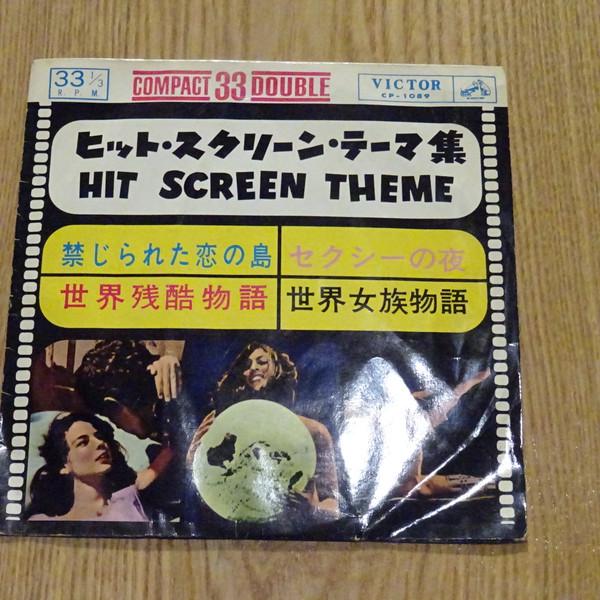 33 1/3
R. P. M.
COMPACT 33 DOUBLE
VICTOR
CP-1089
ヒット・スクリーン・テーマ集
HIT SCREEN THEME
禁じられた恋の島
セクシーの夜
世界残酷物語
世界女族物語